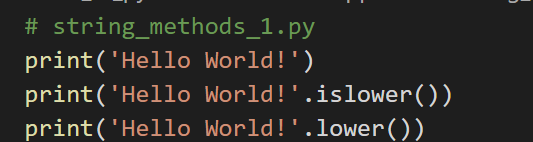 # string_methods_1.py
print('Hello World!')
print('Hello World!'.islower())
print('Hello World!'.lower())